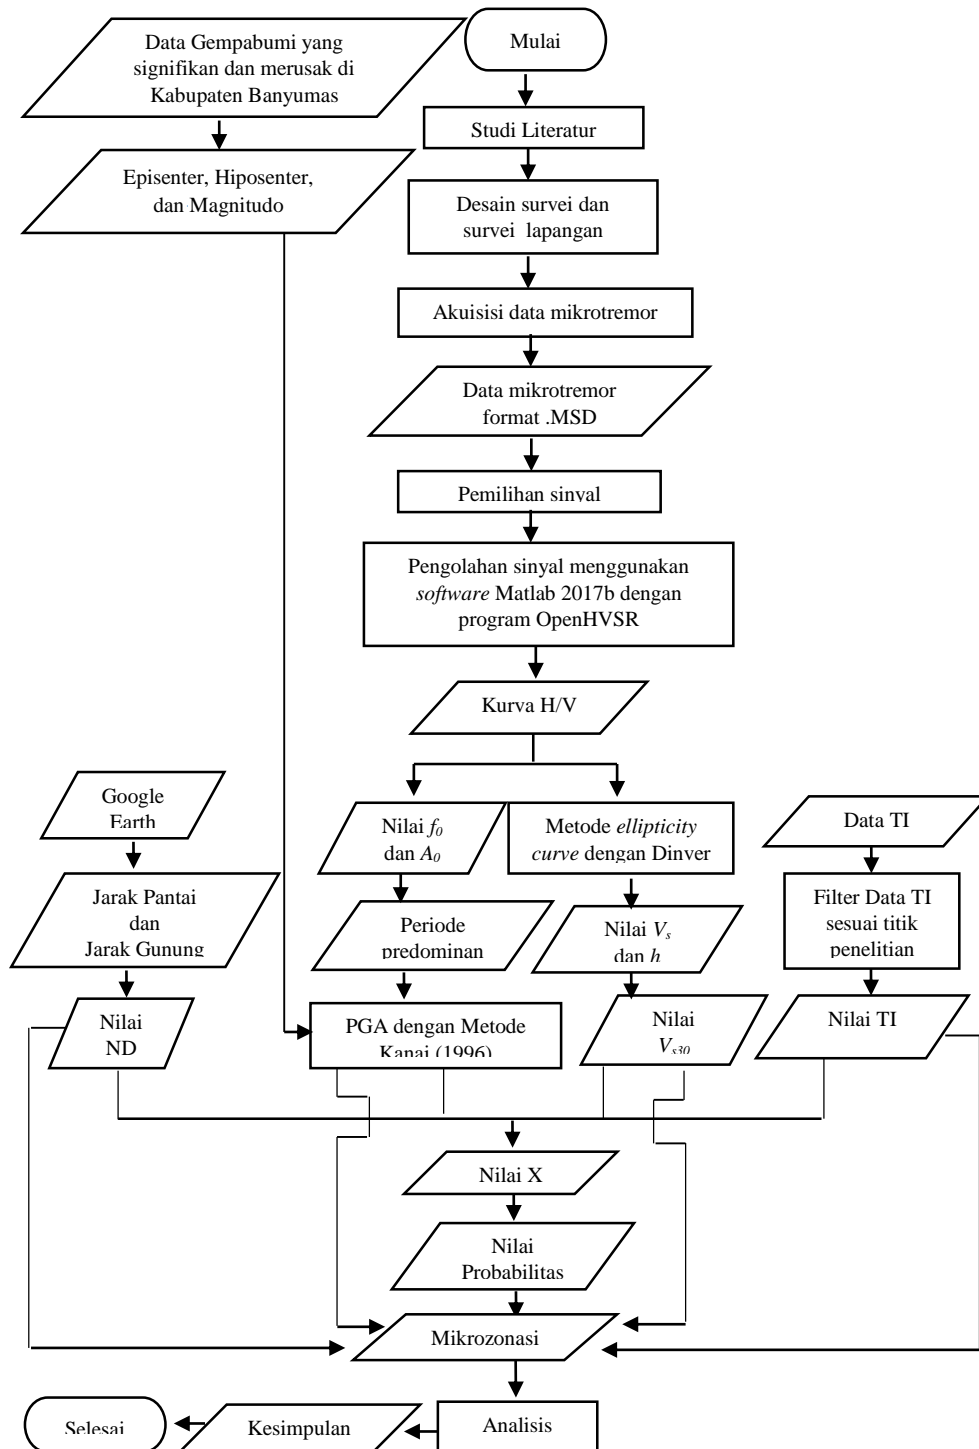 Data Gempabumi yang
signifikan dan merusak di
Kabupaten Banyumas
Mulai
Episenter, Hiposenter,
dan Magnitudo
Studi Literatur
Desain survei dan
survei lapangan
Akuisisi data mikrotremor
Data mikrotremor
format .MSD
Pemilihan sinyal
Pengolahan sinyal menggunakan
software Matlab 2017b dengan
program OpenHVSR
Kurva H/V
Google
Earth
Nilai f0
dan A0
Metode ellipticity
curve dengan Dinver
Data TI
Jarak Pantai
dan
Jarak Gunung
Periode
predominan
Nilai Vs
dan h
Filter Data TI
sesuai titik
penelitian
Nilai
ND
PGA dengan Metode
Kanai (1996)
Nilai
Vs30
Nilai TI
Nilai X
Nilai
Probabilitas
Mikrozonasi
Selesai
Kesimpulan
Analisis